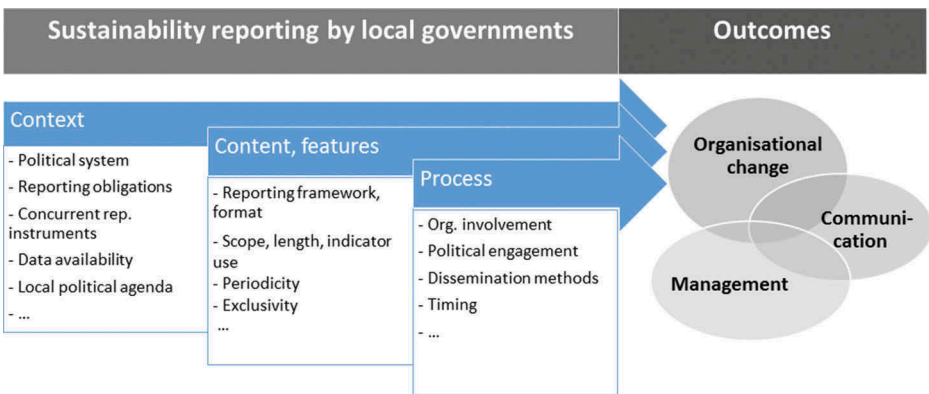 Sustainability reporting by local governments
Outcomes
Context
- Political system
- Reporting obligations
- Concurrent rep.
instruments
- Data availability
- Local political agenda
- ...
Content, features
- Reporting framework,
format
- Scope, length, indicator
use
- Periodicity
- Exclusivity
...
Process
- Org. involvement
- Political engagement
- Dissemination methods
- Timing
- ...
Organisational
change
Communi-
cation
Management